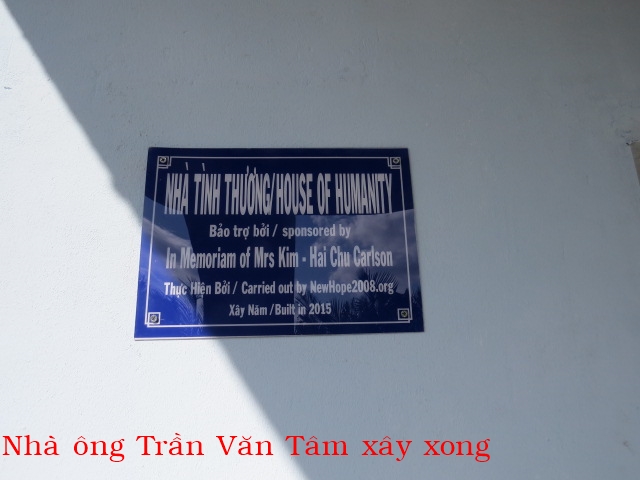 NHÀ TÌNH THƯƠNG/HOUSE OF HUMANITY
Bảo trợ bởi / sponsored by
In Memoriam of Mrs Kim - Hai Chu Carlson
Thực Hiện Bởi / Carried out by NewHope2008.org
Xây Năm / Built in 2015
Nhà ông Trần Văn Tâm xây xong